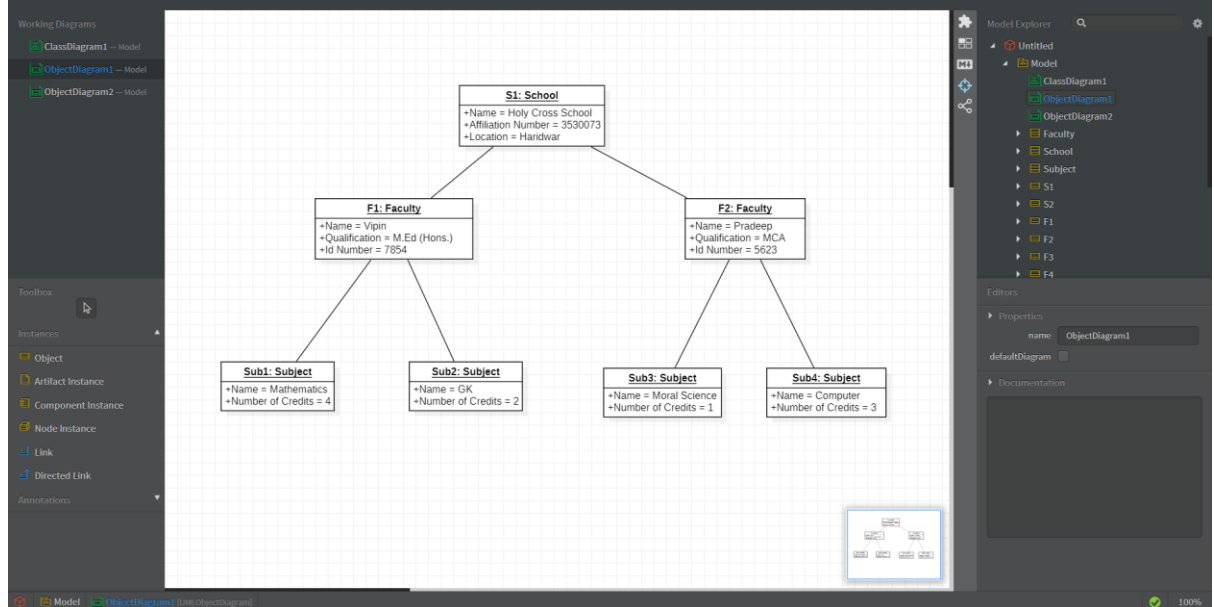 Working Diagrams
ClassDiagram1 — Model
ObjectDiagram1 — Model
ObjectDiagram2 — Model
Toolbox
Instances
Object
Artifact Instance
Component Instance
Node Instance
Link
Directed Link
Annotations
S1: School
+Name = Holy Cross School
+Affiliation Number = 3530073
+Location = Haridwar
F1: Faculty
+Name = Vipin
+Qualification = M.Ed (Hons.)
+Id Number = 7854
F2: Faculty
+Name = Pradeep
+Qualification = MCA
+Id Number = 5623
Sub1: Subject
+Name = Mathematics
+Number of Credits = 4
Sub2: Subject
+Name = GK
+Number of Credits = 2
Sub3: Subject
+Name = Moral Science
+Number of Credits = 1
Sub4: Subject
+Name = Computer
+Number of Credits = 3
Model Explorer
Untitled
Model
ClassDiagram1
ObjectDiagram1
ObjectDiagram2
Faculty
School
Subject
S1
S2
F1
F2
F3
F4
Editors
Properties
name ObjectDiagram1
defaultDiagram
Documentation
Model ObjectDiagram1 [UMLObjectDiagram]
100%